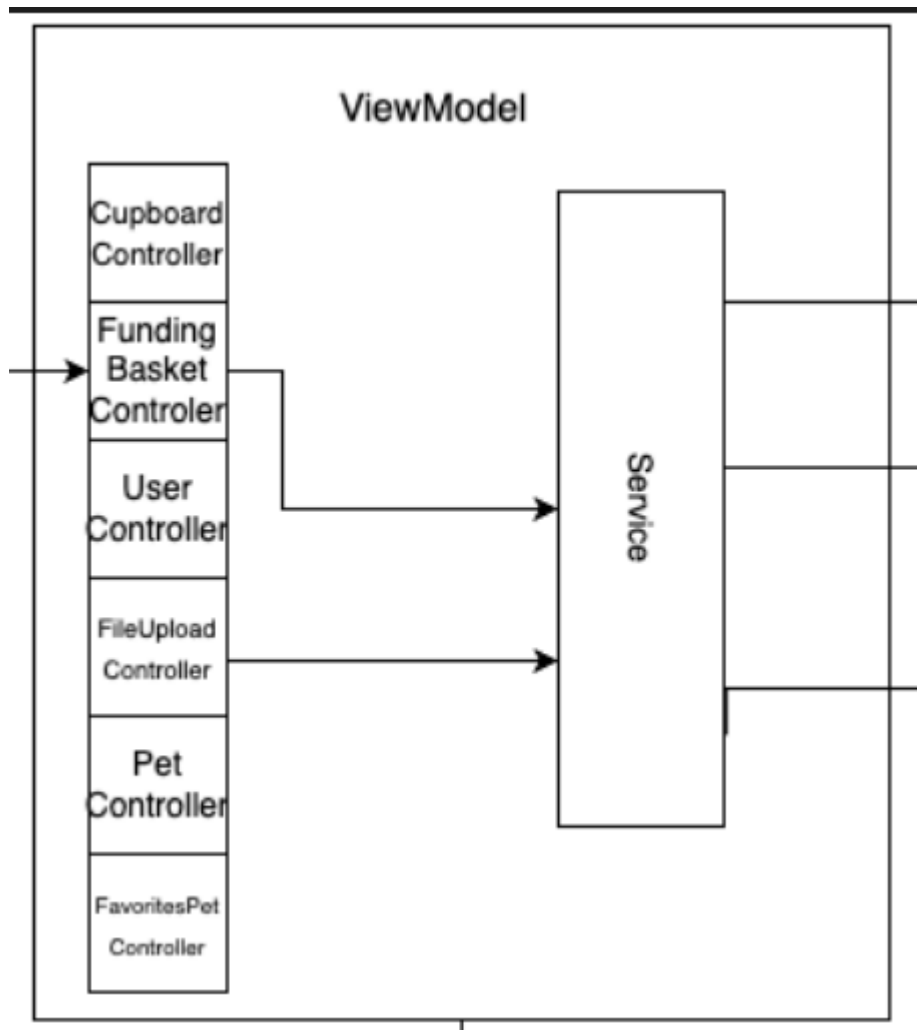 ViewModel
Cupboard
Controller
Funding
Basket
Controler
User
Controller
FileUpload
Controller
Pet
Controller
FavoritesPet
Controller
Service